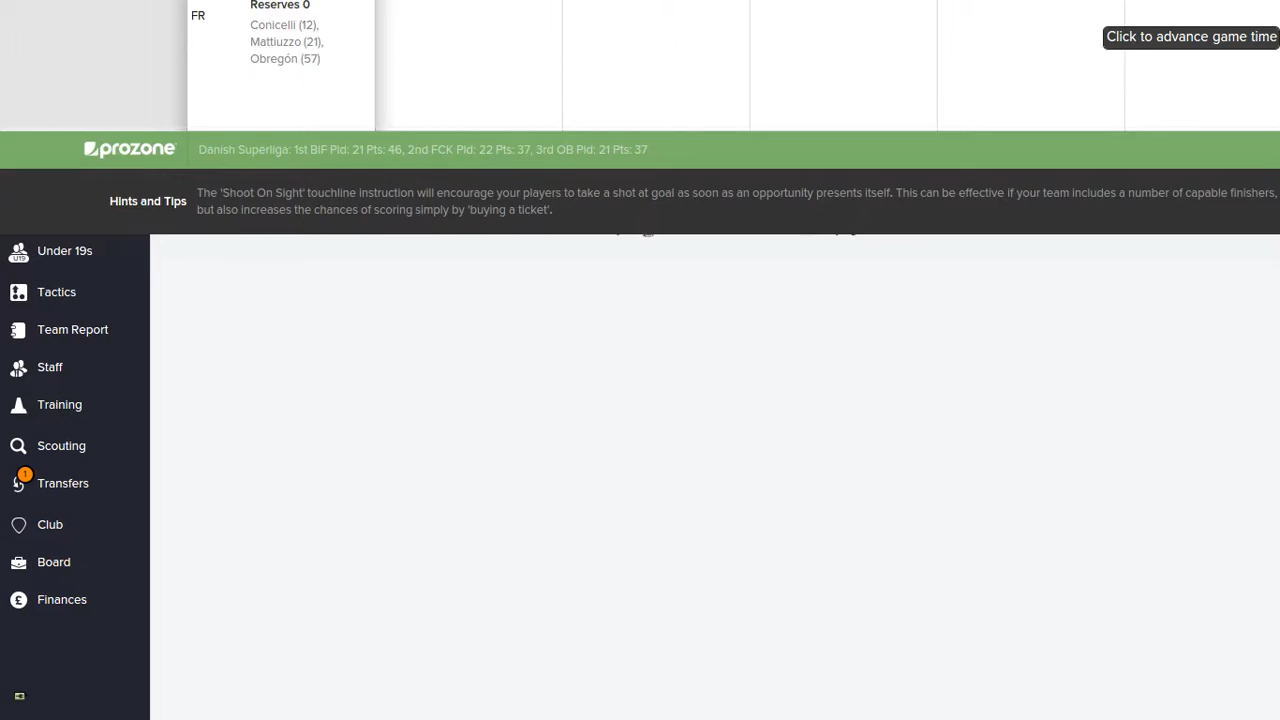 Reserves 0
FR
Conicelli (12),
Mattiuzzo (21),
Obregón (57)
Click to advance game time
prozone
Danish Superliga: 1st BIF Pld: 21 Pts: 46, 2nd FCK Pld: 22 Pts: 37, 3rd OB Pld: 21 Pts: 37
Hints and Tips
The 'Shoot On Sight' touchline instruction will encourage your players to take a shot at goal as soon as an opportunity presents itself. This can be effective if your team includes a number of capable finishers,
but also increases the chances of scoring simply by 'buying a ticket'.
Under 19s
U19
Tactics
Team Report
Staff
Training
Scouting
1
Transfers
Club
Board
£
Finances